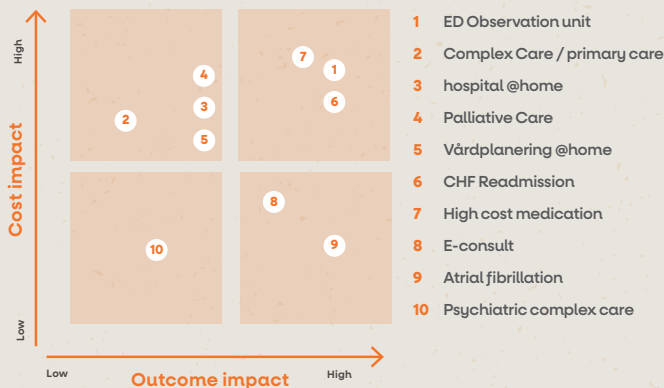 High
Cost impact
Low
7
1
4
6
3
2
5
8
9
10
Low
Outcome impact
High
1 ED Observation unit
2 Complex Care / primary care
3 hospital @home
4 Palliative Care
5 Vårdplanering @home
6 CHF Readmission
7 High cost medication
8 E-consult
9 Atrial fibrillation
10 Psychiatric complex care